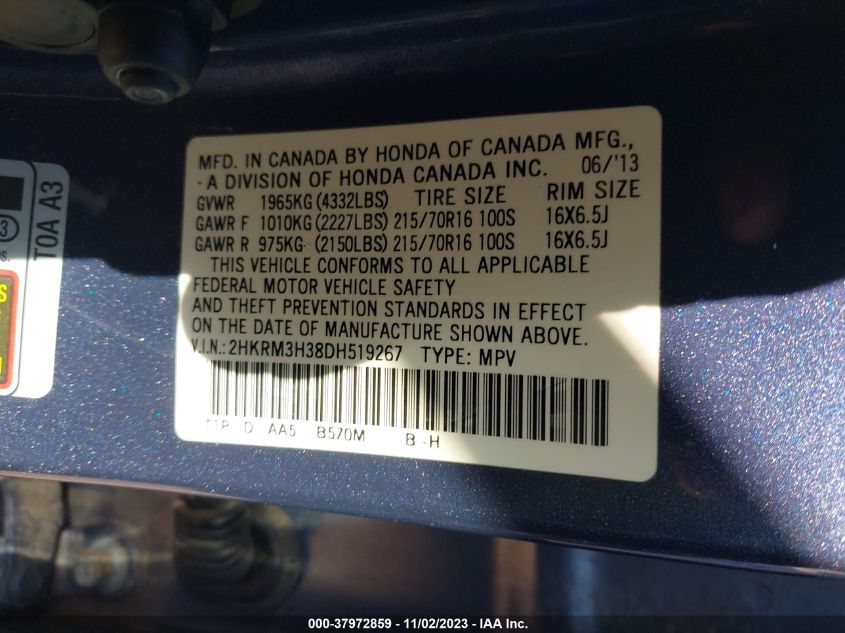 MFD. IN CANADA BY HONDA OF CANADA MFG.,
A DIVISION OF HONDA CANADA INC. 06/'13
GVWR 1965KG (4332LBS) TIRE SIZE RIM SIZE
GAWR F 1010KG (2227LBS) 215/70R16 100S 16X6.5J
GAWR R 975KG (2150LBS) 215/70R16 100S 16X6.5J
THIS VEHICLE CONFORMS TO ALL APPLICABLE
FEDERAL MOTOR VEHICLE SAFETY
AND THEFT PREVENTION STANDARDS IN EFFECT
ON THE DATE OF MANUFACTURE SHOWN ABOVE.
V.I.N.: 2HKRM3H38DH519267 TYPE: MPV
D AA5 B570M B -H
T0A A3
000-37972859 - 11/02/2023 - IAA Inc.